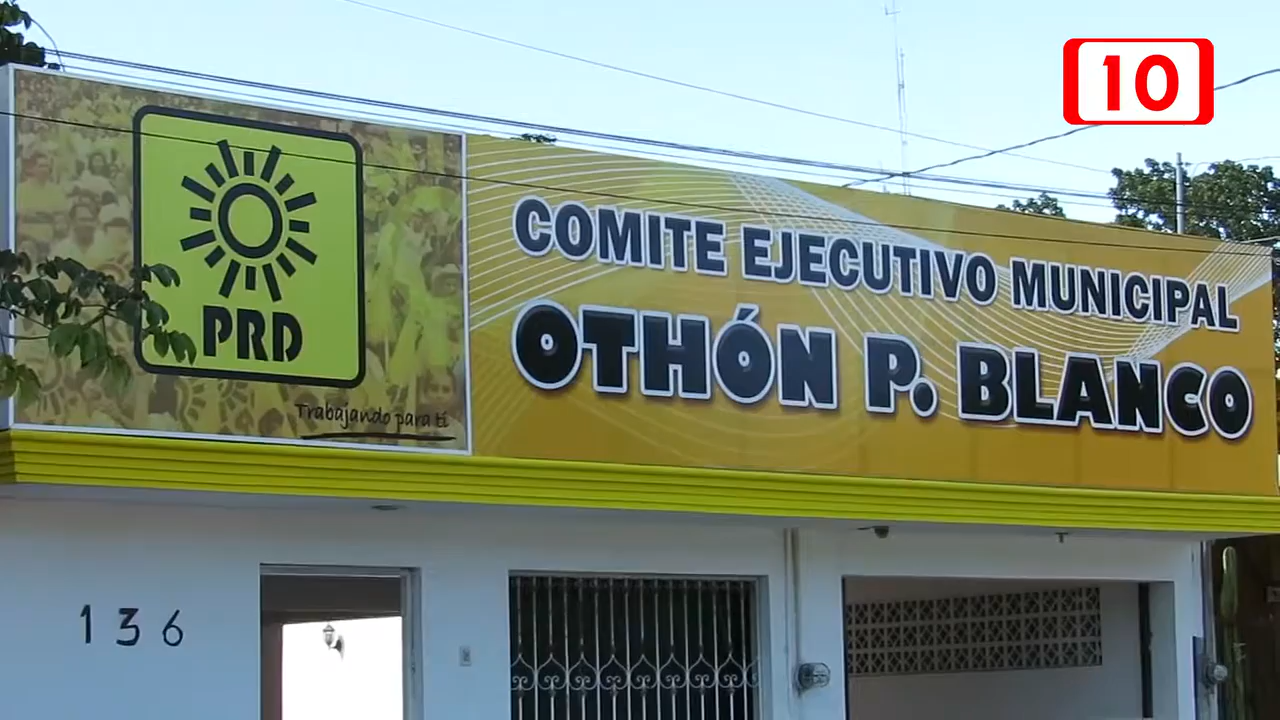 10
PRD
Trabajando para ti
COMITE EJECUTIVO MUNICIPAL
OTHÓN P. BLANCO
136